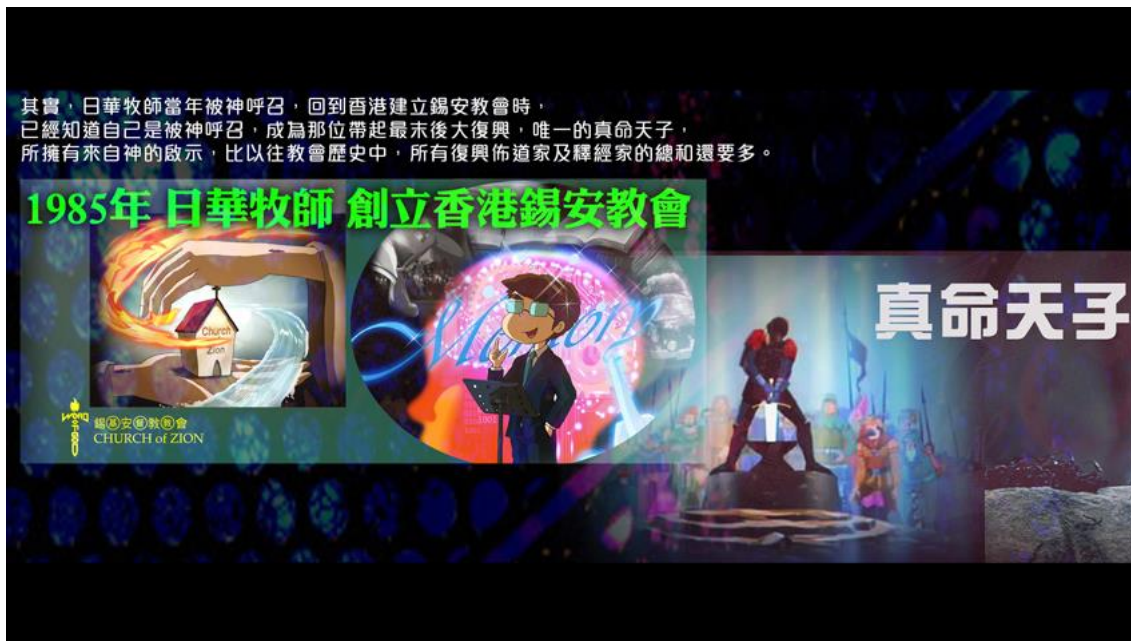 其實，日華牧師當年被神呼召，回到香港建立錫安教會時，
已經知道自己是被神呼召，成為那位帶起最末後大復興，唯一的真命天子，
所擁有來自神的啟示，比以往教會歷史中，所有復興佈道家及釋經家的總和還要多。
1985年 日華牧師 創立香港錫安教會
真命天子
Church
Zion
WORD OF GOD
錫基安督教教會
CHURCH of ZION